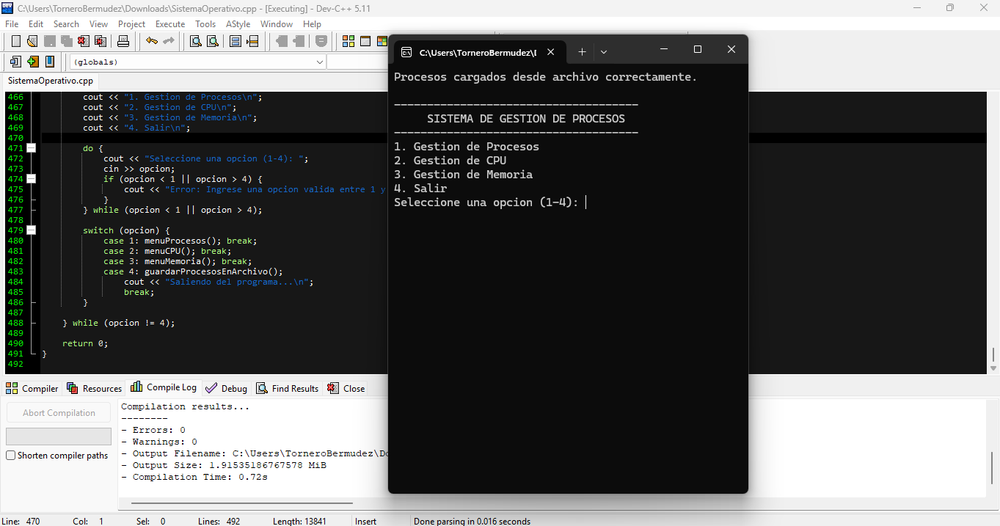 C:\Users\TorneroBermudez\Downloads\SistemaOperativo.cpp - [Executing] - Dev-C++ 5.11
File Edit Search View Project Execute Tools AStyle Window Help
(globals)
SistemaOperativo.cpp
466 cout << "1. Gestion de Procesos\n";
467 cout << "2. Gestion de CPU\n";
468 cout << "3. Gestion de Memoria\n";
469 cout << "4. Salir\n";
470
471 do {
472 cout << "Seleccione una opcion (1-4): ";
473 cin >> opcion;
474 if (opcion < 1 || opcion > 4) {
475 cout << "Error: Ingrese una opcion valida entre 1 y
476 }
477 } while (opcion < 1 || opcion > 4);
478
479 switch (opcion) {
480 case 1: menuProcesos(); break;
481 case 2: menuCPU(); break;
482 case 3: menuMemoria(); break;
483 case 4: guardarProcesosEnArchivo();
484 cout << "Saliendo del programa...\n";
485 break;
486 }
487
488 } while (opcion != 4);
489
490 return 0;
491 }
492
C:\Users\TorneroBermudez\
Procesos cargados desde archivo correctamente.
-------------------------------------
SISTEMA DE GESTION DE PROCESOS
-------------------------------------
1. Gestion de Procesos
2. Gestion de CPU
3. Gestion de Memoria
4. Salir
Seleccione una opcion (1-4):
Compiler Resources Compile Log Debug Find Results Close
Abort Compilation
Shorten compiler paths
Compilation results...
--------
- Errors: 0
- Warnings: 0
- Output Filename: C:\Users\TorneroBermudez\Do
- Output Size: 1.91535186767578 MiB
- Compilation Time: 0.72s
Line: 470 Col: 1 Sel: 0 Lines: 492 Length: 13841 Insert Done parsing in 0.016 seconds